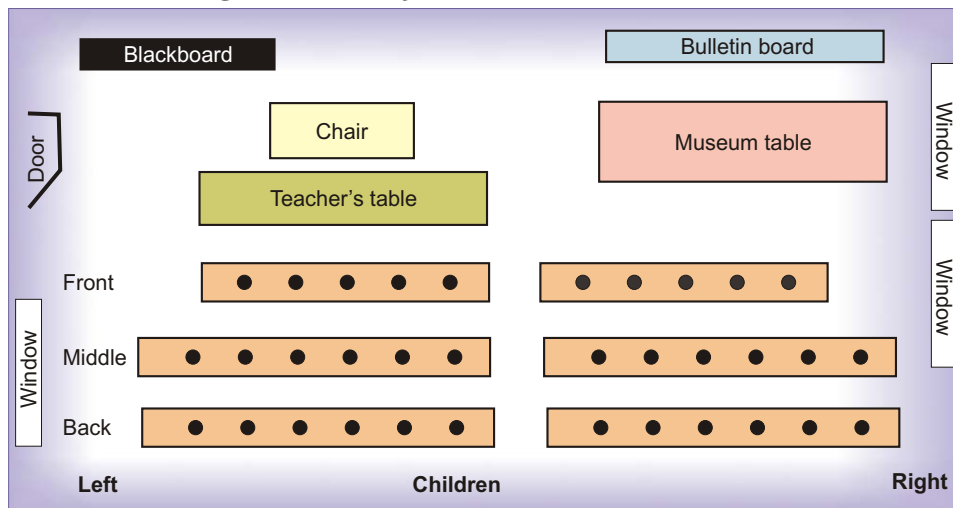 Blackboard
Bulletin board
Door
Chair
Museum table
Window
Teacher's table
Window
Front
Window
Middle
Back
Left
Children
Right